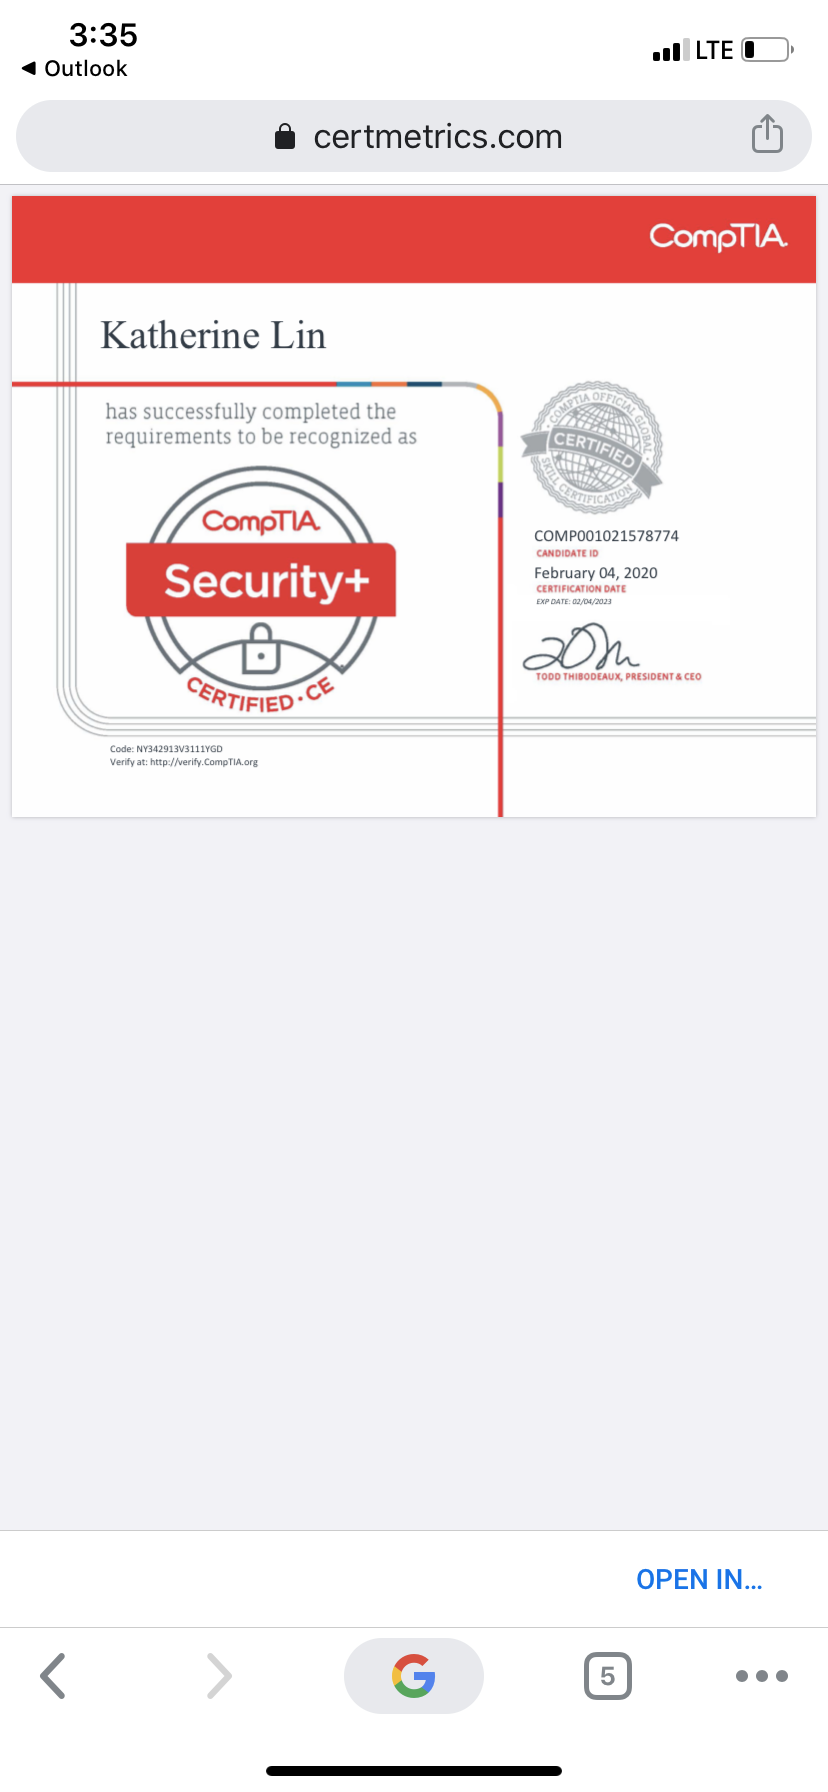 3:35
LTE
◀ Outlook
certmetrics.com
CompTIA.
Katherine Lin
has successfully completed the
requirements to be recognized as
COMPTIA OFFICIAL GLOBAL
CERTIFIED
SKILL CERTIFICATION
CompTIA.
Security+
CERTIFIED · CE
COMP001021578774
CANDIDATE ID
February 04, 2020
CERTIFICATION DATE
EXP DATE: 02/04/2023
TODD THIBODEAUX, PRESIDENT & CEO
Code: NY342913V3111YGD
Verify at: http://verify.CompTIA.org
OPEN IN...
G
5